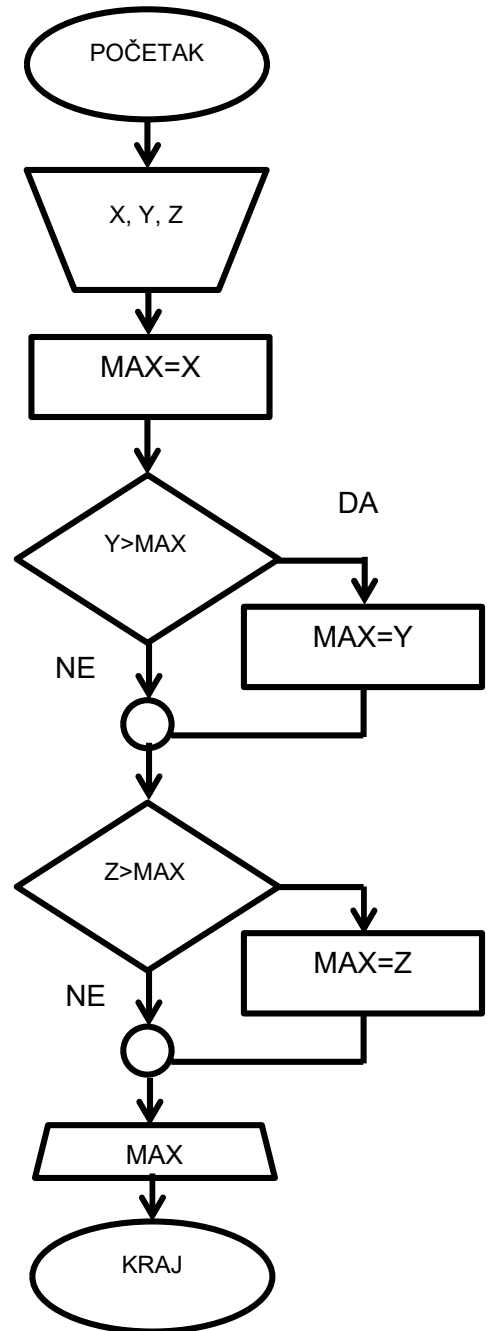 POČETAK
X, Y, Z
MAX=X
Y>MAX
DA
MAX=Y
NE
Z>MAX
MAX=Z
NE
MAX
KRAJ